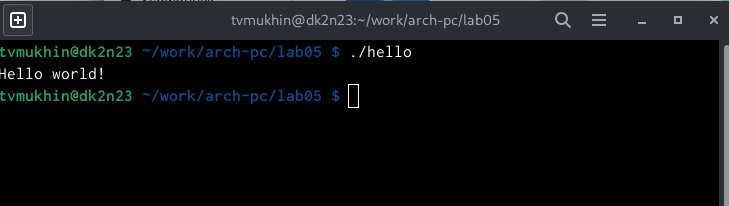 tvmukhin@dk2n23:~/work/arch-pc/lab05
tvmukhin@dk2n23 ~/work/arch-pc/lab05 $ ./hello
Hello world!
tvmukhin@dk2n23 ~/work/arch-pc/lab05 $